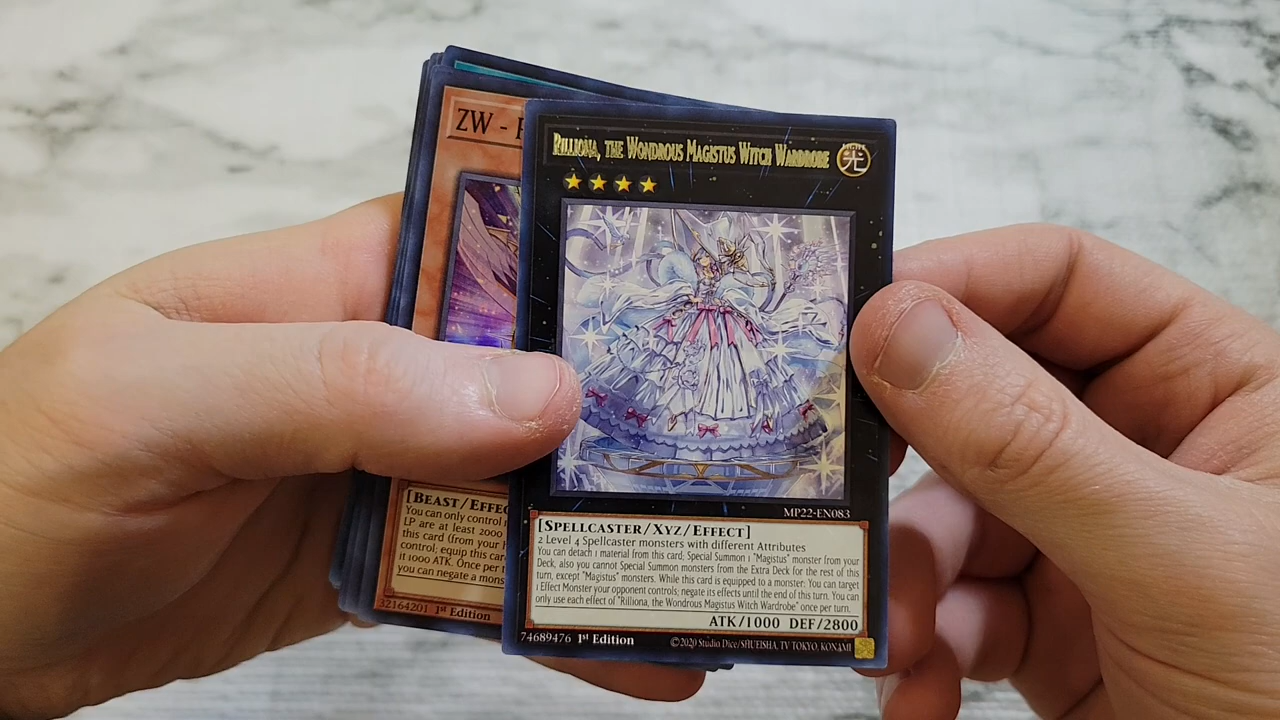 ZW -
[BEAST/EFFE
You can only control
LP are at least 2000
this card (from your
control; equip this car
if 1000 ATK. Once per t
you can negate a mons
32164201 1st Edition
RILLIONA, THE WONDROUS MAGISTUS WITCH WARDROBE
LIGHT
光
MP22-EN083
[SPELLCASTER/XYZ/EFFECT]
2 Level 4 Spellcaster monsters with different Attributes
You can detach 1 material from this card; Special Summon 1 "Magistus" monster from your
Deck, also you cannot Special Summon monsters from the Extra Deck for the rest of this
turn, except "Magistus" monsters. While this card is equipped to a monster: You can target
1 Effect Monster your opponent controls; negate its effects until the end of this turn. You can
only use each effect of "Rilliona, the Wondrous Magistus Witch Wardrobe" once per turn.
ATK/1000 DEF/2800
74689476 1st Edition
©2020 Studio Dice/SHUEISHA, TV TOKYO, KONAMI